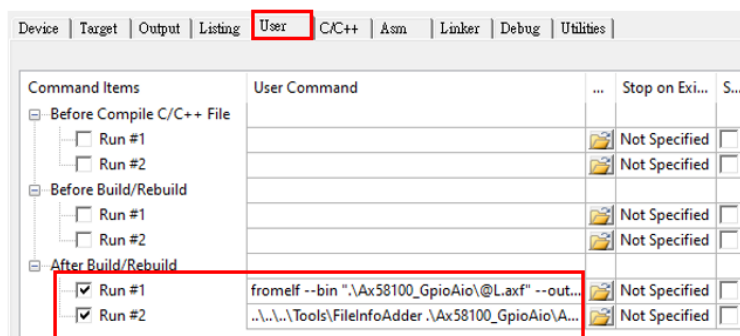 Device Target Output Listing User C/C++ Asm Linker Debug Utilities
Command Items User Command ... Stop on Exi... S...
Before Compile C/C++ File
Run #1 Not Specified
Run #2 Not Specified
Before Build/Rebuild
Run #1 Not Specified
Run #2 Not Specified
After Build/Rebuild
Run #1 fromelf --bin ".\Ax58100_GpioAio\@L.axf" --out... Not Specified
Run #2 ..\..\..\Tools\FileInfoAdder .\Ax58100_GpioAio\A... Not Specified